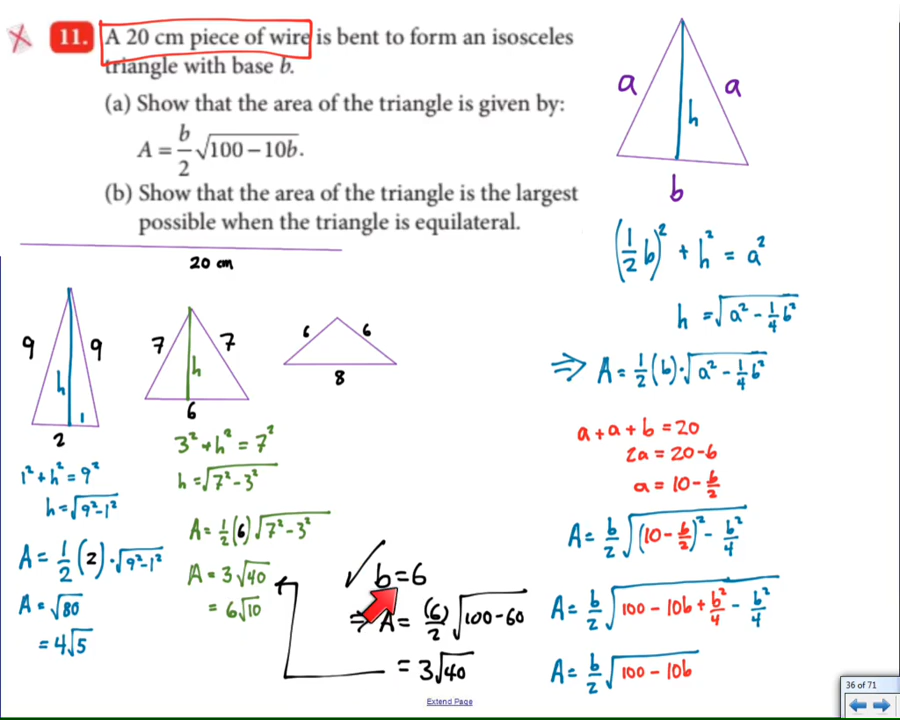 11. A 20 cm piece of wire is bent to form an isosceles
triangle with base b.
(a) Show that the area of the triangle is given by:
A = b/2 √100 – 10b.
(b) Show that the area of the triangle is the largest
possible when the triangle is equilateral.
20 cm
a
a
h
b
(1/2 b)² + h² = a²
h = √a² - 1/4 b²
⇒ A = 1/2 (b) · √a² - 1/4 b²
9
9
h
1
2
1² + h² = 9²
h = √9² - 1²
A = 1/2 (2) · √9² - 1²
A = √80
= 4√5
7
7
h
6
3² + h² = 7²
h = √7² - 3²
A = 1/2 (6) √7² - 3²
A = 3√40
= 6√10
6
6
8
✓ b = 6
⇒ A = (6)/2 √100 - 60
= 3√40
a + a + b = 20
2a = 20 - 6
a = 10 - b/2
A = b/2 √(10 - b/2)² - b²/4
A = b/2 √100 - 10b + b²/4 - b²/4
A = b/2 √100 - 10b
Extend Page
36 of 71